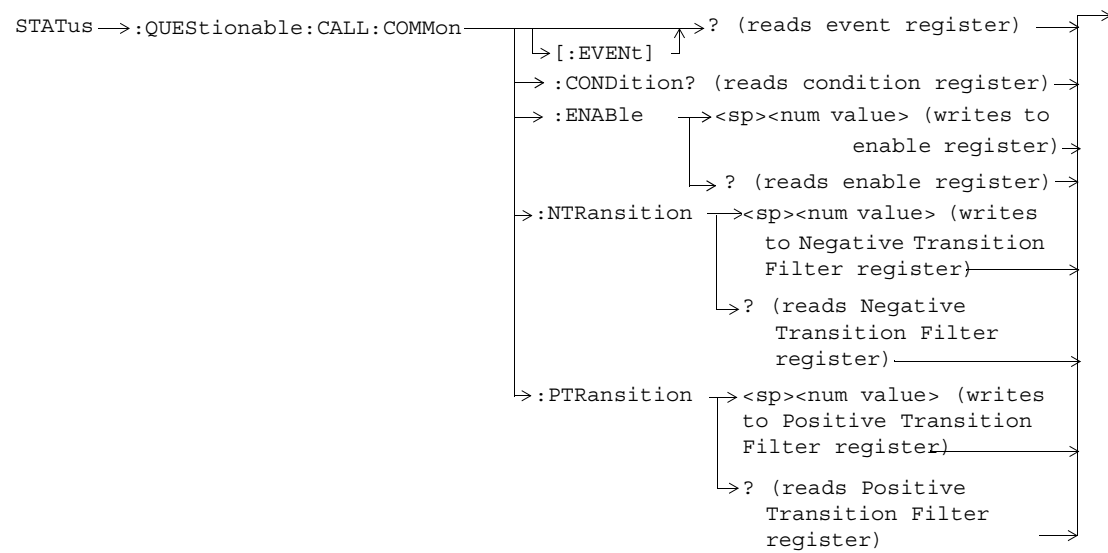 STATus :QUEStionable:CALL:COMMon ? (reads event register)
[:EVENt]
:CONDition? (reads condition register)
:ENABle <sp><num value> (writes to
enable register)
? (reads enable register)
:NTRansition <sp><num value> (writes
to Negative Transition
Filter register)
? (reads Negative
Transition Filter
register)
:PTRansition <sp><num value> (writes
to Positive Transition
Filter register)
? (reads Positive
Transition Filter
register)